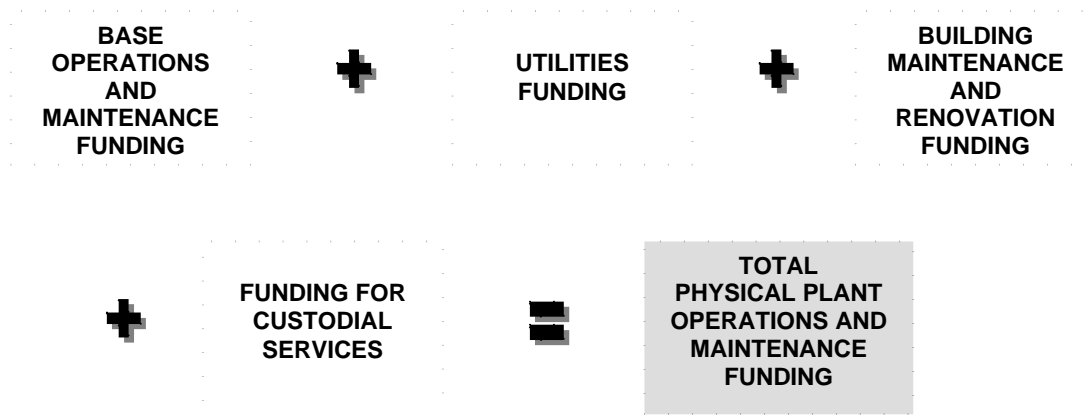 BASE
OPERATIONS
AND
MAINTENANCE
FUNDING
+
UTILITIES
FUNDING
+
BUILDING
MAINTENANCE
AND
RENOVATION
FUNDING
+
FUNDING FOR
CUSTODIAL
SERVICES
=
TOTAL
PHYSICAL PLANT
OPERATIONS AND
MAINTENANCE
FUNDING